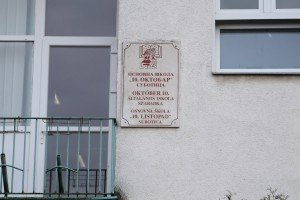 ОСНОВНА ШКОЛА
„10. ОКТОБАР"
СУБОТИЦА
OKTÓBER 10.
ÁLTALÁNOS ISKOLA
SZABADKA
OSNOVNA ŠKOLA
„10. LISTOPAD"
SUBOTICA